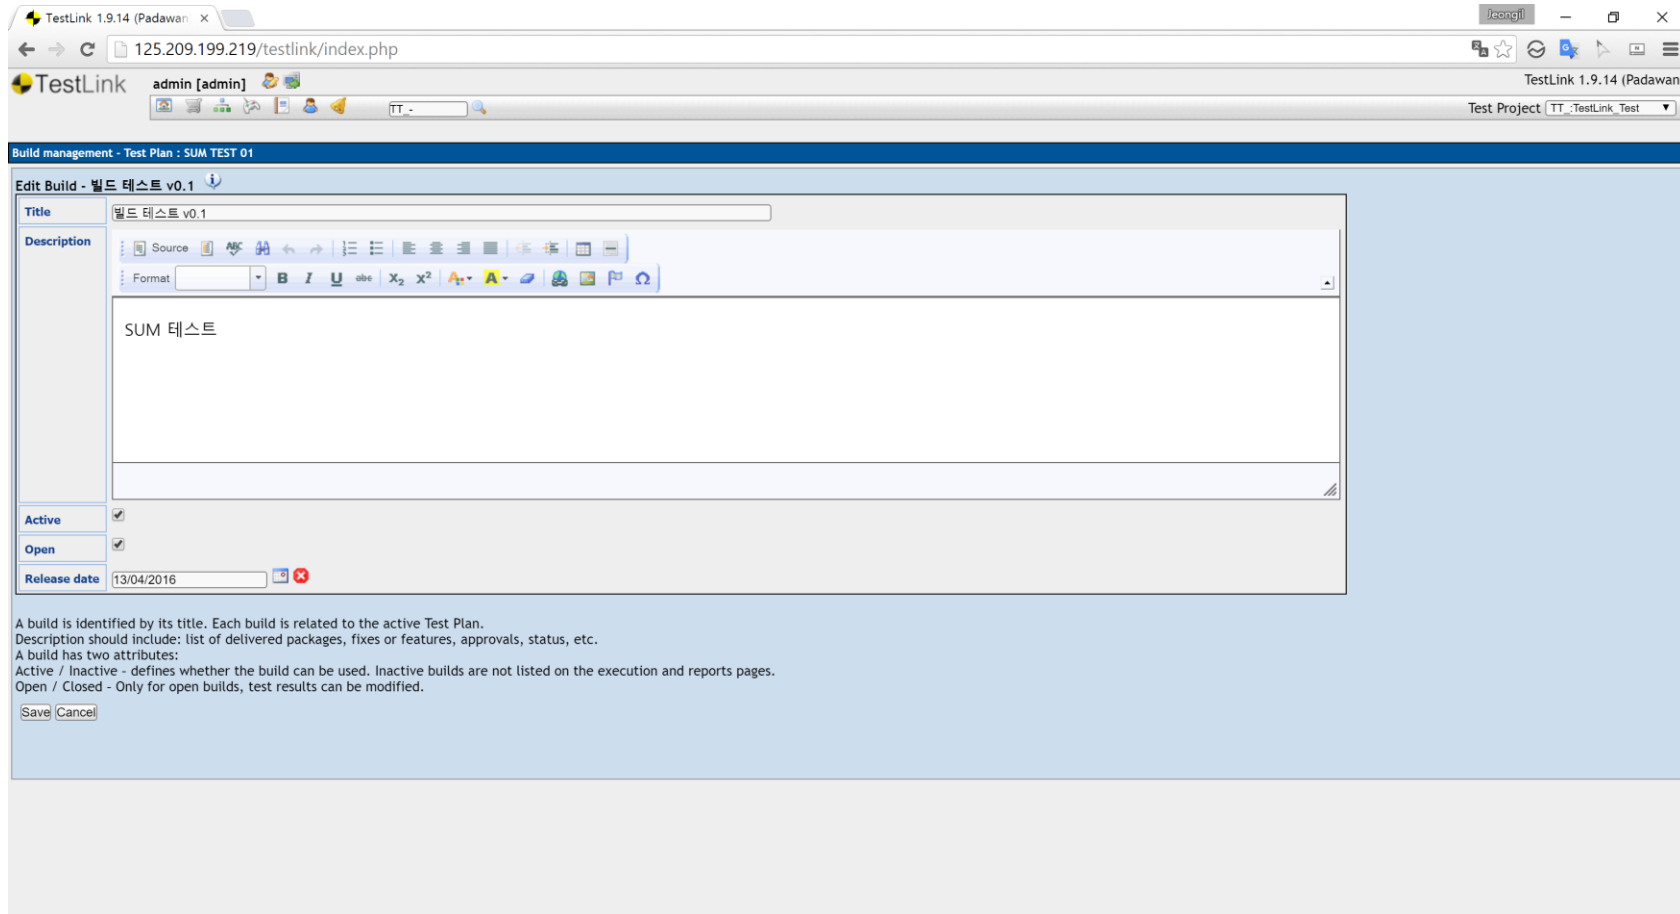 TestLink 1.9.14 (Padawan
Jeongil
125.209.199.219/testlink/index.php
TestLink
admin [admin]
TestLink 1.9.14 (Padawan
TT_-
Test Project TT_:TestLink_Test
Build management - Test Plan : SUM TEST 01
Edit Build - 빌드 테스트 v0.1
Title
빌드 테스트 v0.1
Description
Source ABC
Format B I U abc X₂ X² A A Ω
SUM 테스트
Active
Open
Release date 13/04/2016
A build is identified by its title. Each build is related to the active Test Plan.
Description should include: list of delivered packages, fixes or features, approvals, status, etc.
A build has two attributes:
Active / Inactive - defines whether the build can be used. Inactive builds are not listed on the execution and reports pages.
Open / Closed - Only for open builds, test results can be modified.
Save Cancel